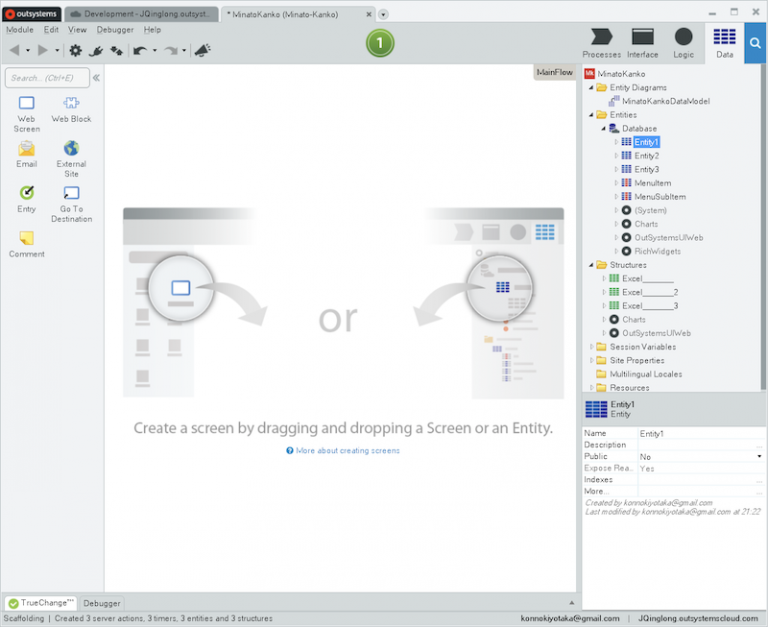 outsystems
Development - JQinglong.outsyst...
* MinatoKanko (Minato-Kanko)
Module Edit View Debugger Help
1
Processes
Interface
Logic
Data
Search... (Ctrl+E)
MainFlow
Web Screen
Web Block
Email
External Site
Entry
Go To Destination
Comment
MinatoKanko
Entity Diagrams
MinatoKankoDataModel
Entities
Database
Entity1
Entity2
Entity3
MenuItem
MenuSubItem
(System)
Charts
OutSystemsUIWeb
RichWidgets
Structures
Excel_______
Excel_______2
Excel_______3
Charts
OutSystemsUIWeb
Session Variables
Site Properties
Multilingual Locales
Resources
or
Create a screen by dragging and dropping a Screen or an Entity.
More about creating screens
Entity1
Entity
Name Entity1
Description ...
Public No
Expose Rea... Yes
Indexes ...
More... ...
Created by konnokiyotaka@gmail.com
Last modified by konnokiyotaka@gmail.com at 21:22
TrueChange™
Debugger
Scaffolding | Created 3 server actions, 3 timers, 3 entities and 3 structures
konnokiyotaka@gmail.com | JQinglong.outsystemscloud.com